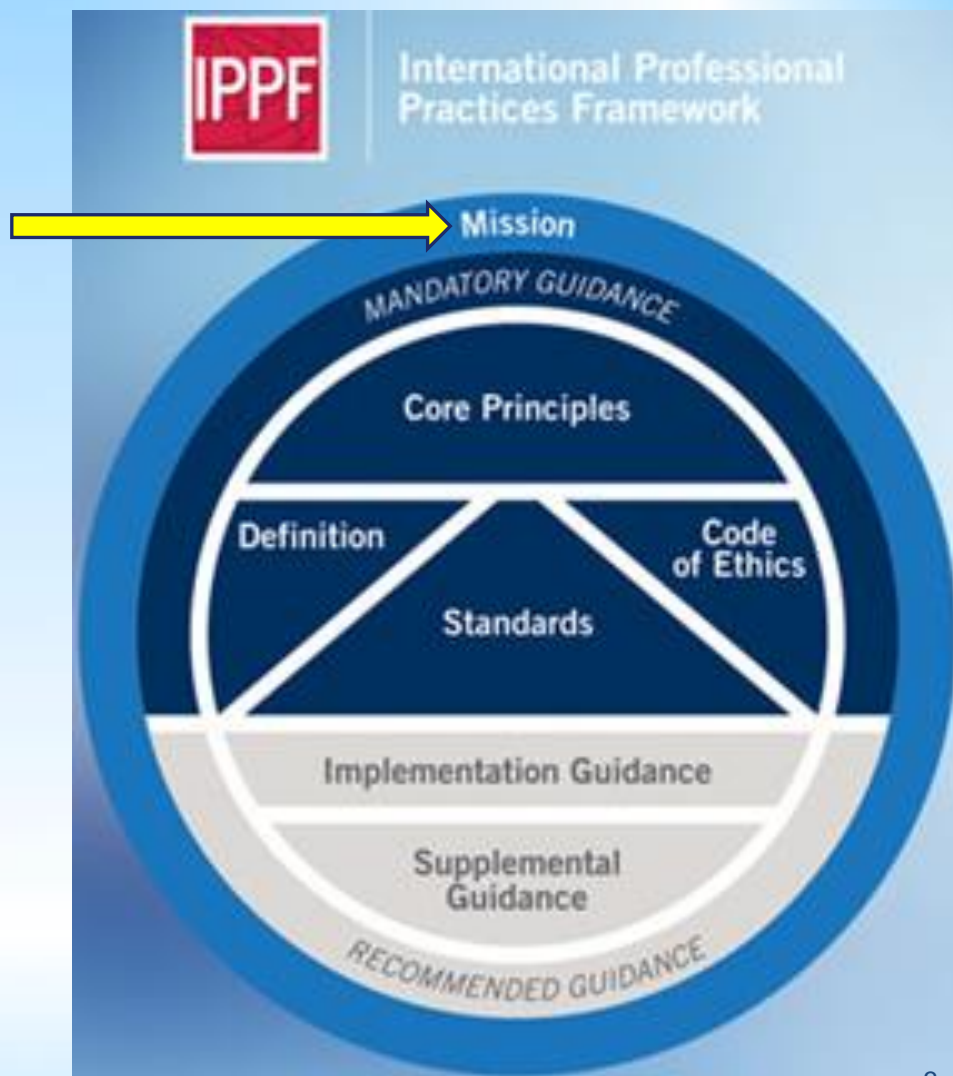 IPPF
International Professional
Practices Framework
Mission
MANDATORY GUIDANCE
Core Principles
Definition
Code
of Ethics
Standards
Implementation Guidance
Supplemental
Guidance
RECOMMENDED GUIDANCE